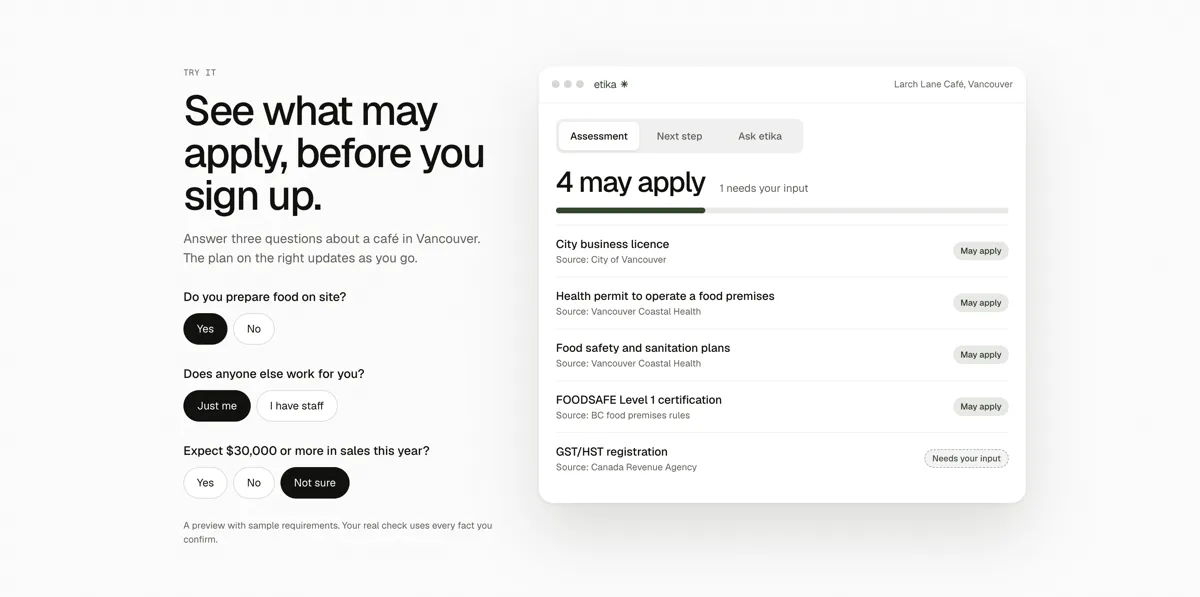 TRY IT
See what may
apply, before you
sign up.
Answer three questions about a café in Vancouver.
The plan on the right updates as you go.
Do you prepare food on site?
Yes No
Does anyone else work for you?
Just me I have staff
Expect $30,000 or more in sales this year?
Yes No Not sure
A preview with sample requirements. Your real check uses every fact you
confirm.
etika ✳ Larch Lane Café, Vancouver
Assessment Next step Ask etika
4 may apply 1 needs your input
City business licence
Source: City of Vancouver
May apply
Health permit to operate a food premises
Source: Vancouver Coastal Health
May apply
Food safety and sanitation plans
Source: Vancouver Coastal Health
May apply
FOODSAFE Level 1 certification
Source: BC food premises rules
May apply
GST/HST registration
Source: Canada Revenue Agency
Needs your input